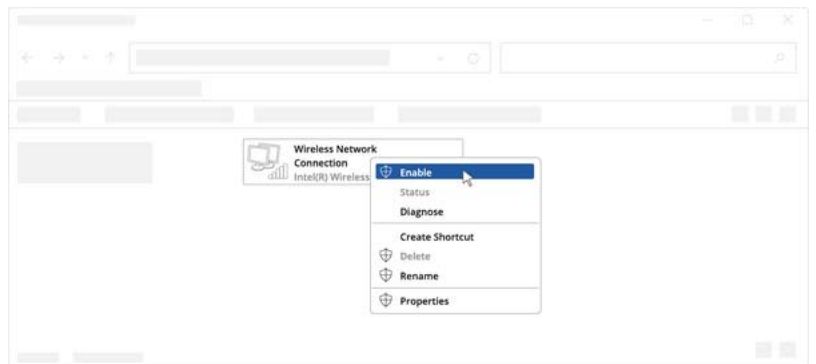 Wireless Network
Connection
Intel(R) Wireless
Enable
Status
Diagnose
Create Shortcut
Delete
Rename
Properties